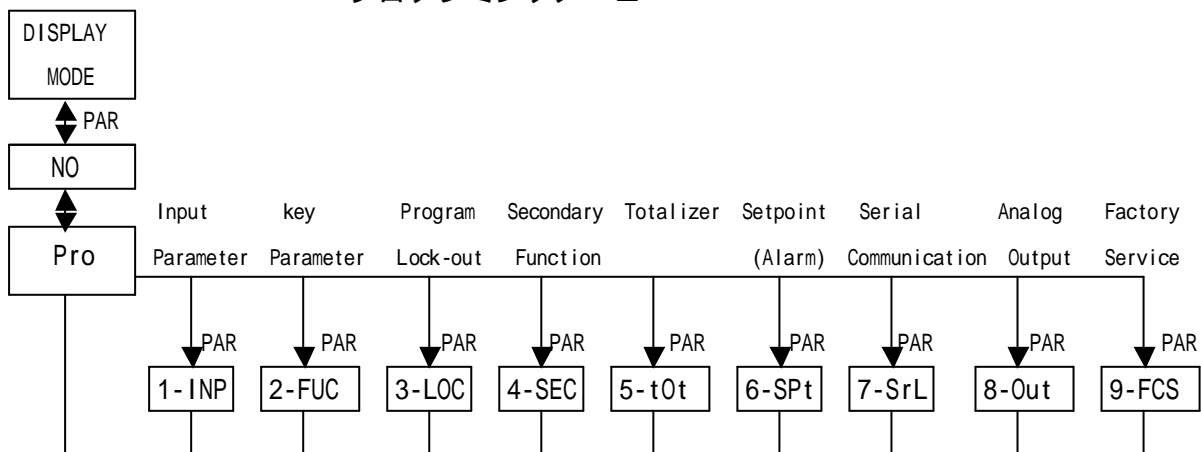 DISPLAY
MODE
PAR
NO
Pro
Input key Program Secondary Totalizer Setpoint Serial Analog Factory
Parameter Parameter Lock-out Function (Alarm) Communication Output Service
PAR PAR PAR PAR PAR PAR PAR PAR PAR
1-INP 2-FUC 3-LOC 4-SEC 5-tOt 6-SPt 7-SrL 8-Out 9-FCS